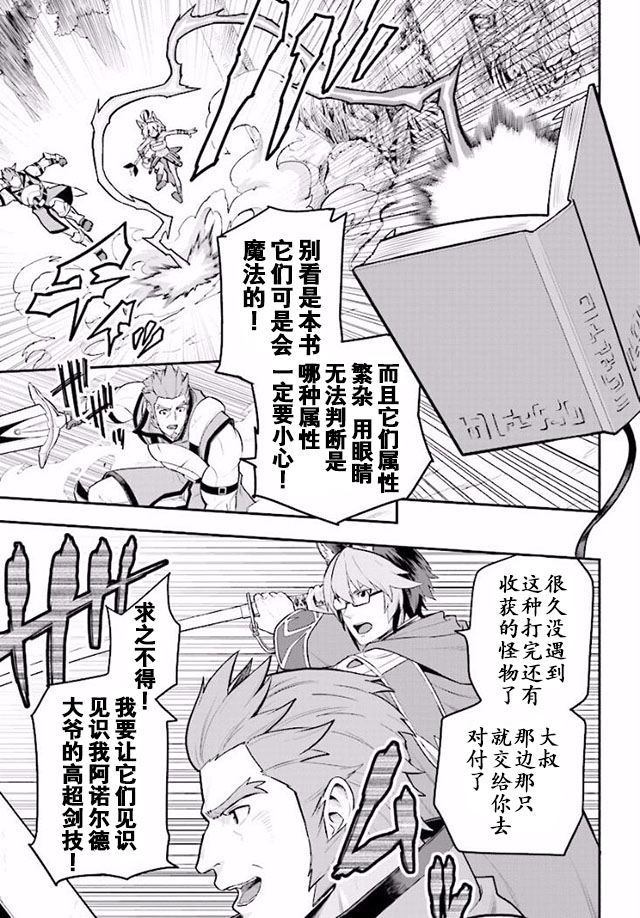 别看是本书
它们可是会
魔法的！
而且它们属性
繁杂 用眼睛
无法判断是
哪种属性
一定要小心！
很久没遇到
这种打完还有
收获的怪物了
大叔
那边那只
就交给你去
对付了
求之不得！
我要让它们见识
见识我阿诺尔德
大爷的高超剑技！